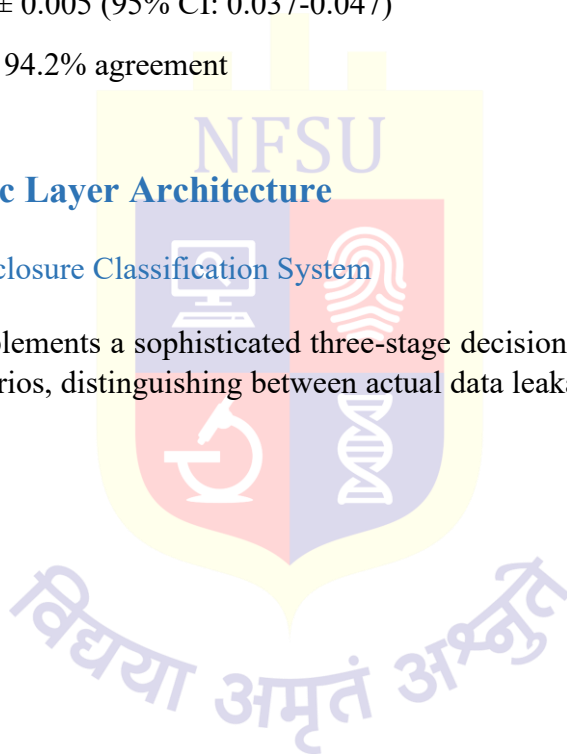 ± 0.005 (95% CI: 0.037-0.047)
94.2% agreement
NFSU
c Layer Architecture
closure Classification System
plements a sophisticated three-stage decision
rios, distinguishing between actual data leaka
विद्यया अमृतं अश्नुते